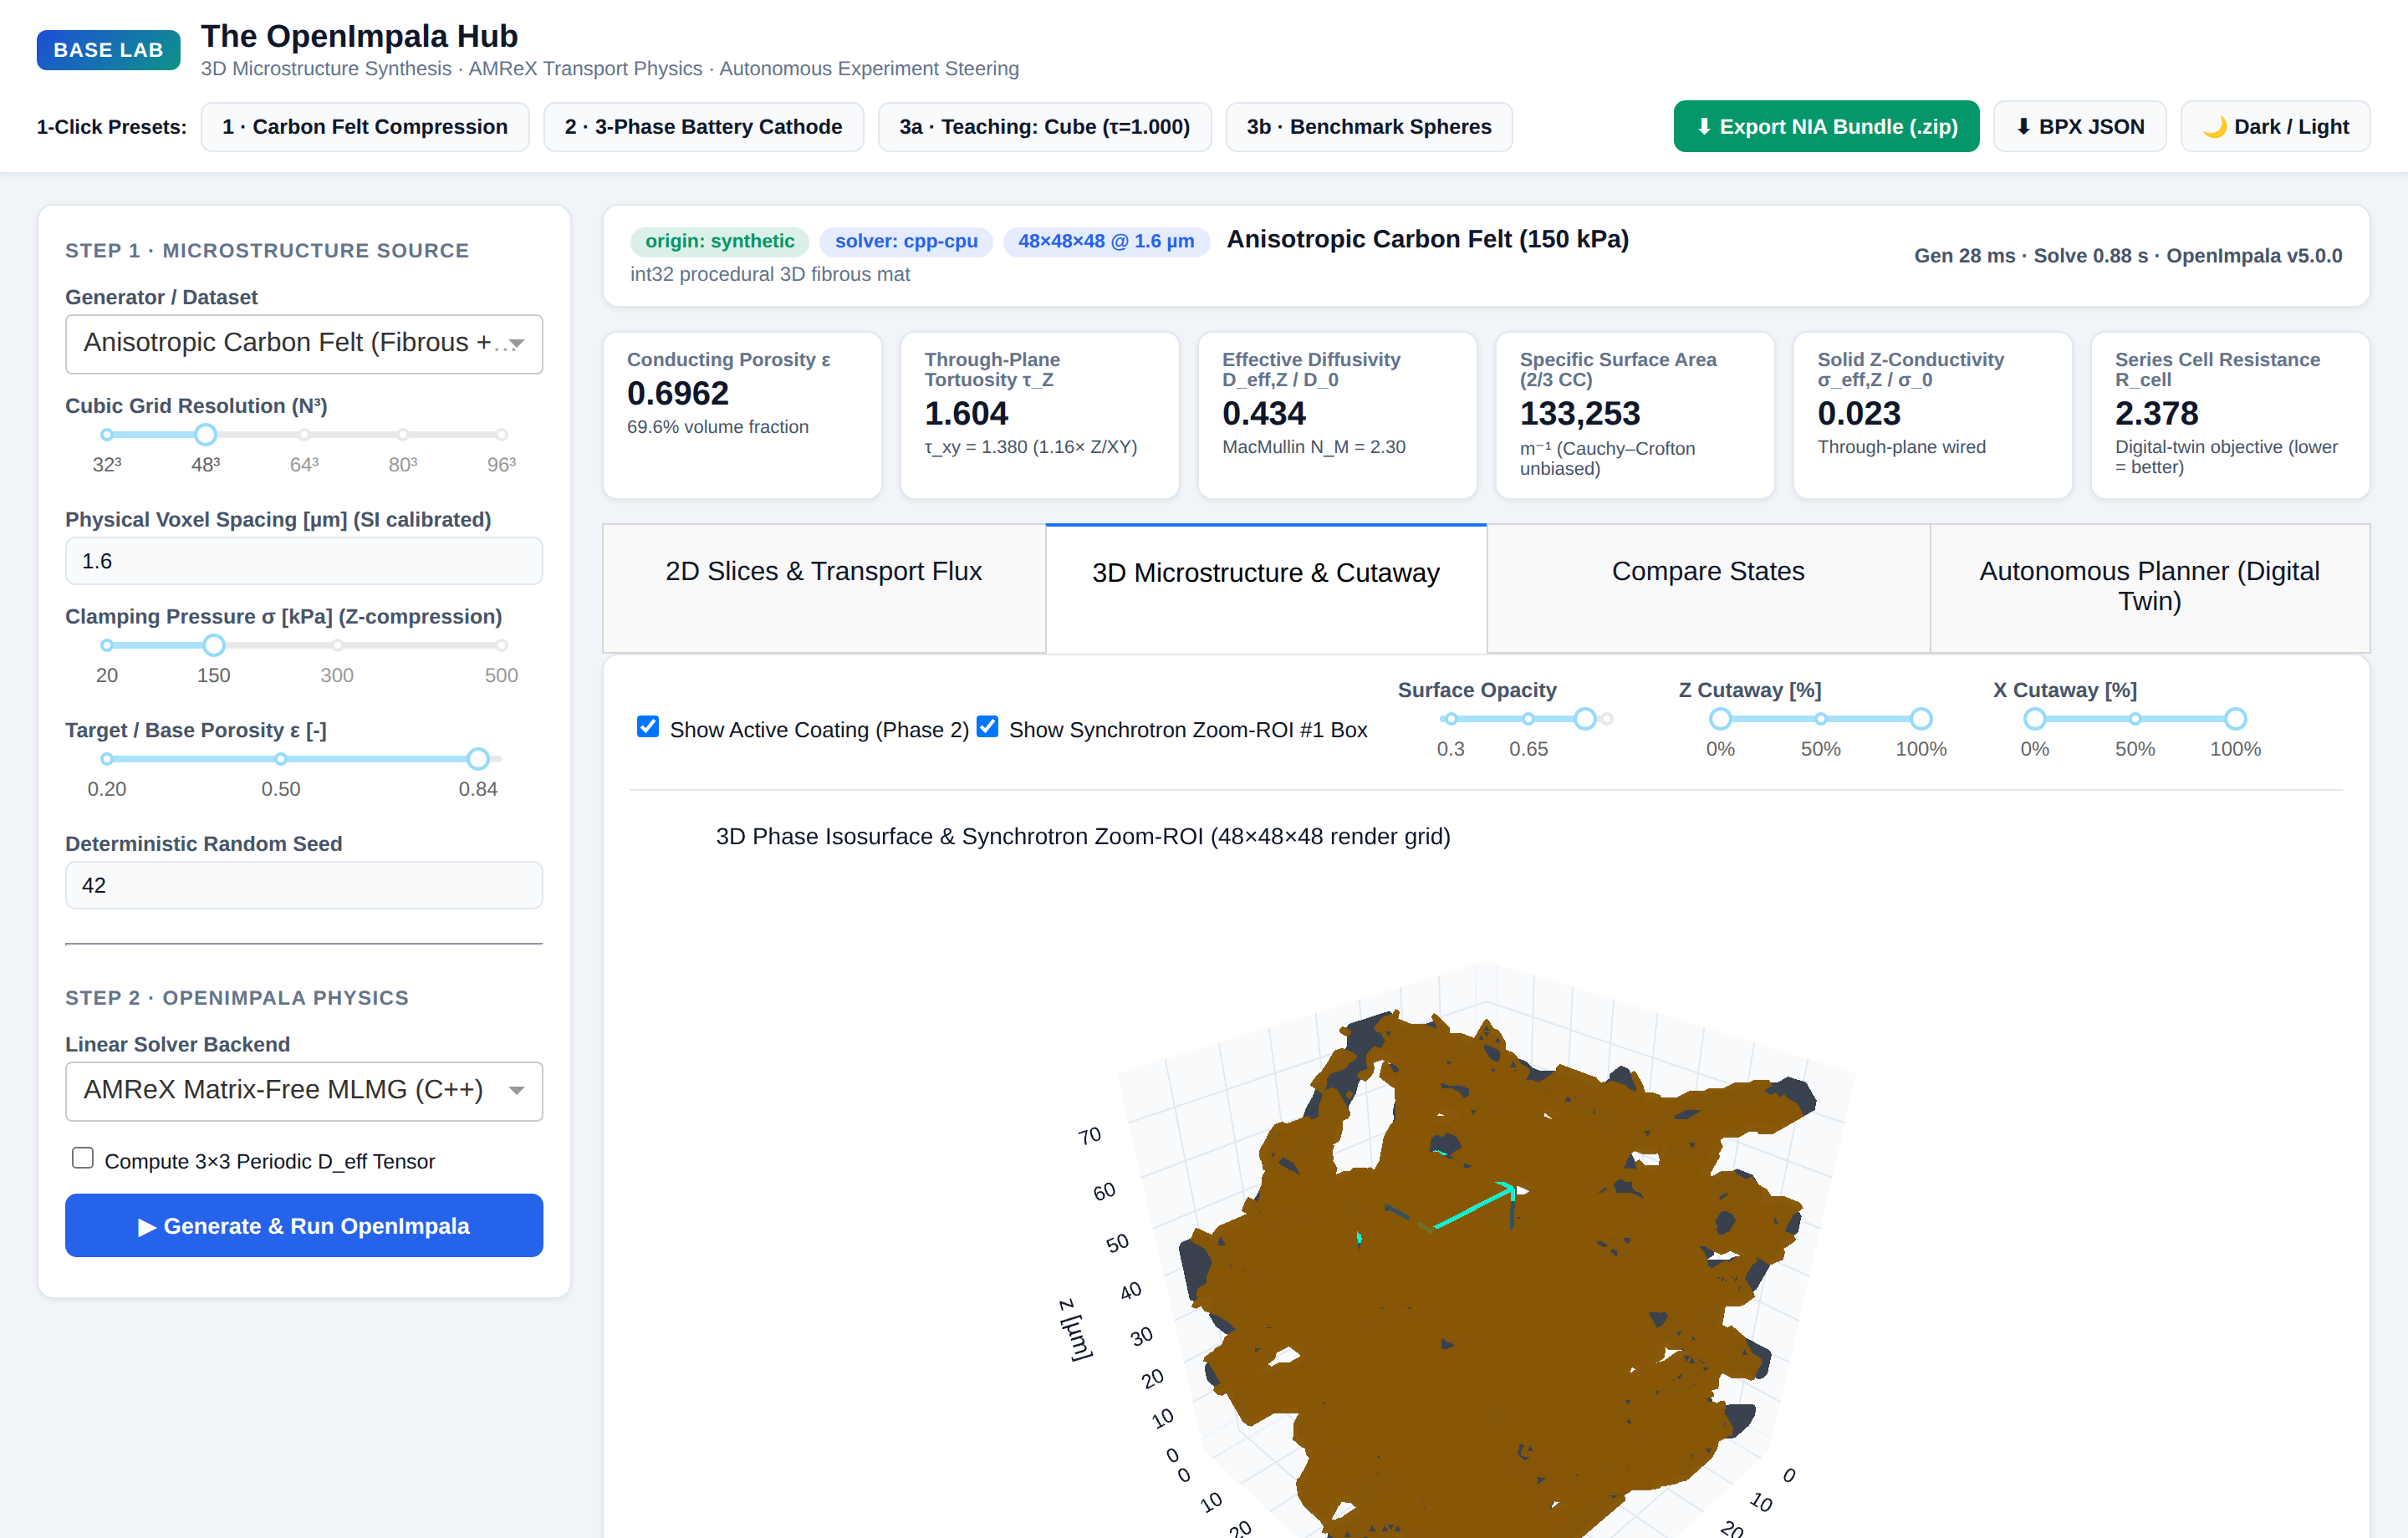 BASE LAB
The OpenImpala Hub
3D Microstructure Synthesis · AMReX Transport Physics · Autonomous Experiment Steering
1-Click Presets:
1 · Carbon Felt Compression
2 · 3-Phase Battery Cathode
3a · Teaching: Cube (τ=1.000)
3b · Benchmark Spheres
⬇ Export NIA Bundle (.zip)
⬇ BPX JSON
🌙 Dark / Light
STEP 1 · MICROSTRUCTURE SOURCE
Generator / Dataset
Anisotropic Carbon Felt (Fibrous +…
Cubic Grid Resolution (N³)
32³ 48³ 64³ 80³ 96³
Physical Voxel Spacing [µm] (SI calibrated)
1.6
Clamping Pressure σ [kPa] (Z-compression)
20 150 300 500
Target / Base Porosity ε [-]
0.20 0.50 0.84
Deterministic Random Seed
42
STEP 2 · OPENIMPALA PHYSICS
Linear Solver Backend
AMReX Matrix-Free MLMG (C++)
Compute 3×3 Periodic D_eff Tensor
▶ Generate & Run OpenImpala
origin: synthetic
solver: cpp-cpu
48×48×48 @ 1.6 µm
Anisotropic Carbon Felt (150 kPa)
int32 procedural 3D fibrous mat
Gen 28 ms · Solve 0.88 s · OpenImpala v5.0.0
Conducting Porosity ε
0.6962
69.6% volume fraction
Through-Plane
Tortuosity τ_Z
1.604
τ_xy = 1.380 (1.16× Z/XY)
Effective Diffusivity
D_eff,Z / D_0
0.434
MacMullin N_M = 2.30
Specific Surface Area
(2/3 CC)
133,253
m⁻¹ (Cauchy–Crofton
unbiased)
Solid Z-Conductivity
σ_eff,Z / σ_0
0.023
Through-plane wired
Series Cell Resistance
R_cell
2.378
Digital-twin objective (lower
= better)
2D Slices & Transport Flux
3D Microstructure & Cutaway
Compare States
Autonomous Planner (Digital
Twin)
Show Active Coating (Phase 2)
Show Synchrotron Zoom-ROI #1 Box
Surface Opacity
0.3 0.65
Z Cutaway [%]
0% 50% 100%
X Cutaway [%]
0% 50% 100%
3D Phase Isosurface & Synchrotron Zoom-ROI (48×48×48 render grid)
70
60
50
40
30
20
10
0
z [µm]
0
10
20
0
10
20